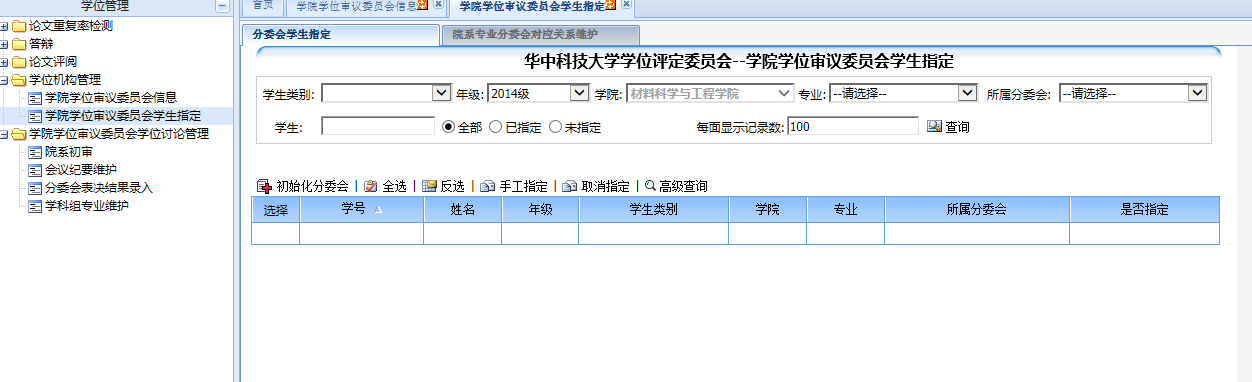 学位管理
首页 学院学位审议委员会信息 学院学位审议委员会学生指定
论文重复率检测
答辩
论文评阅
学位机构管理
学院学位审议委员会信息
学院学位审议委员会学生指定
学院学位审议委员会学位讨论管理
院系初审
会议纪要维护
分委会表决结果录入
学科组专业维护
分委会学生指定 院系专业分委会对应关系维护
华中科技大学学位评定委员会--学院学位审议委员会学生指定
学生类别: 年级: 2014级 学院: 材料科学与工程学院 专业: --请选择-- 所属分委会: --请选择--
学生: 全部 已指定 未指定 每面显示记录数: 100 查询
初始化分委会 | 全选 | 反选 | 手工指定 | 取消指定 | 高级查询
选择 学号 姓名 年级 学生类别 学院 专业 所属分委会 是否指定